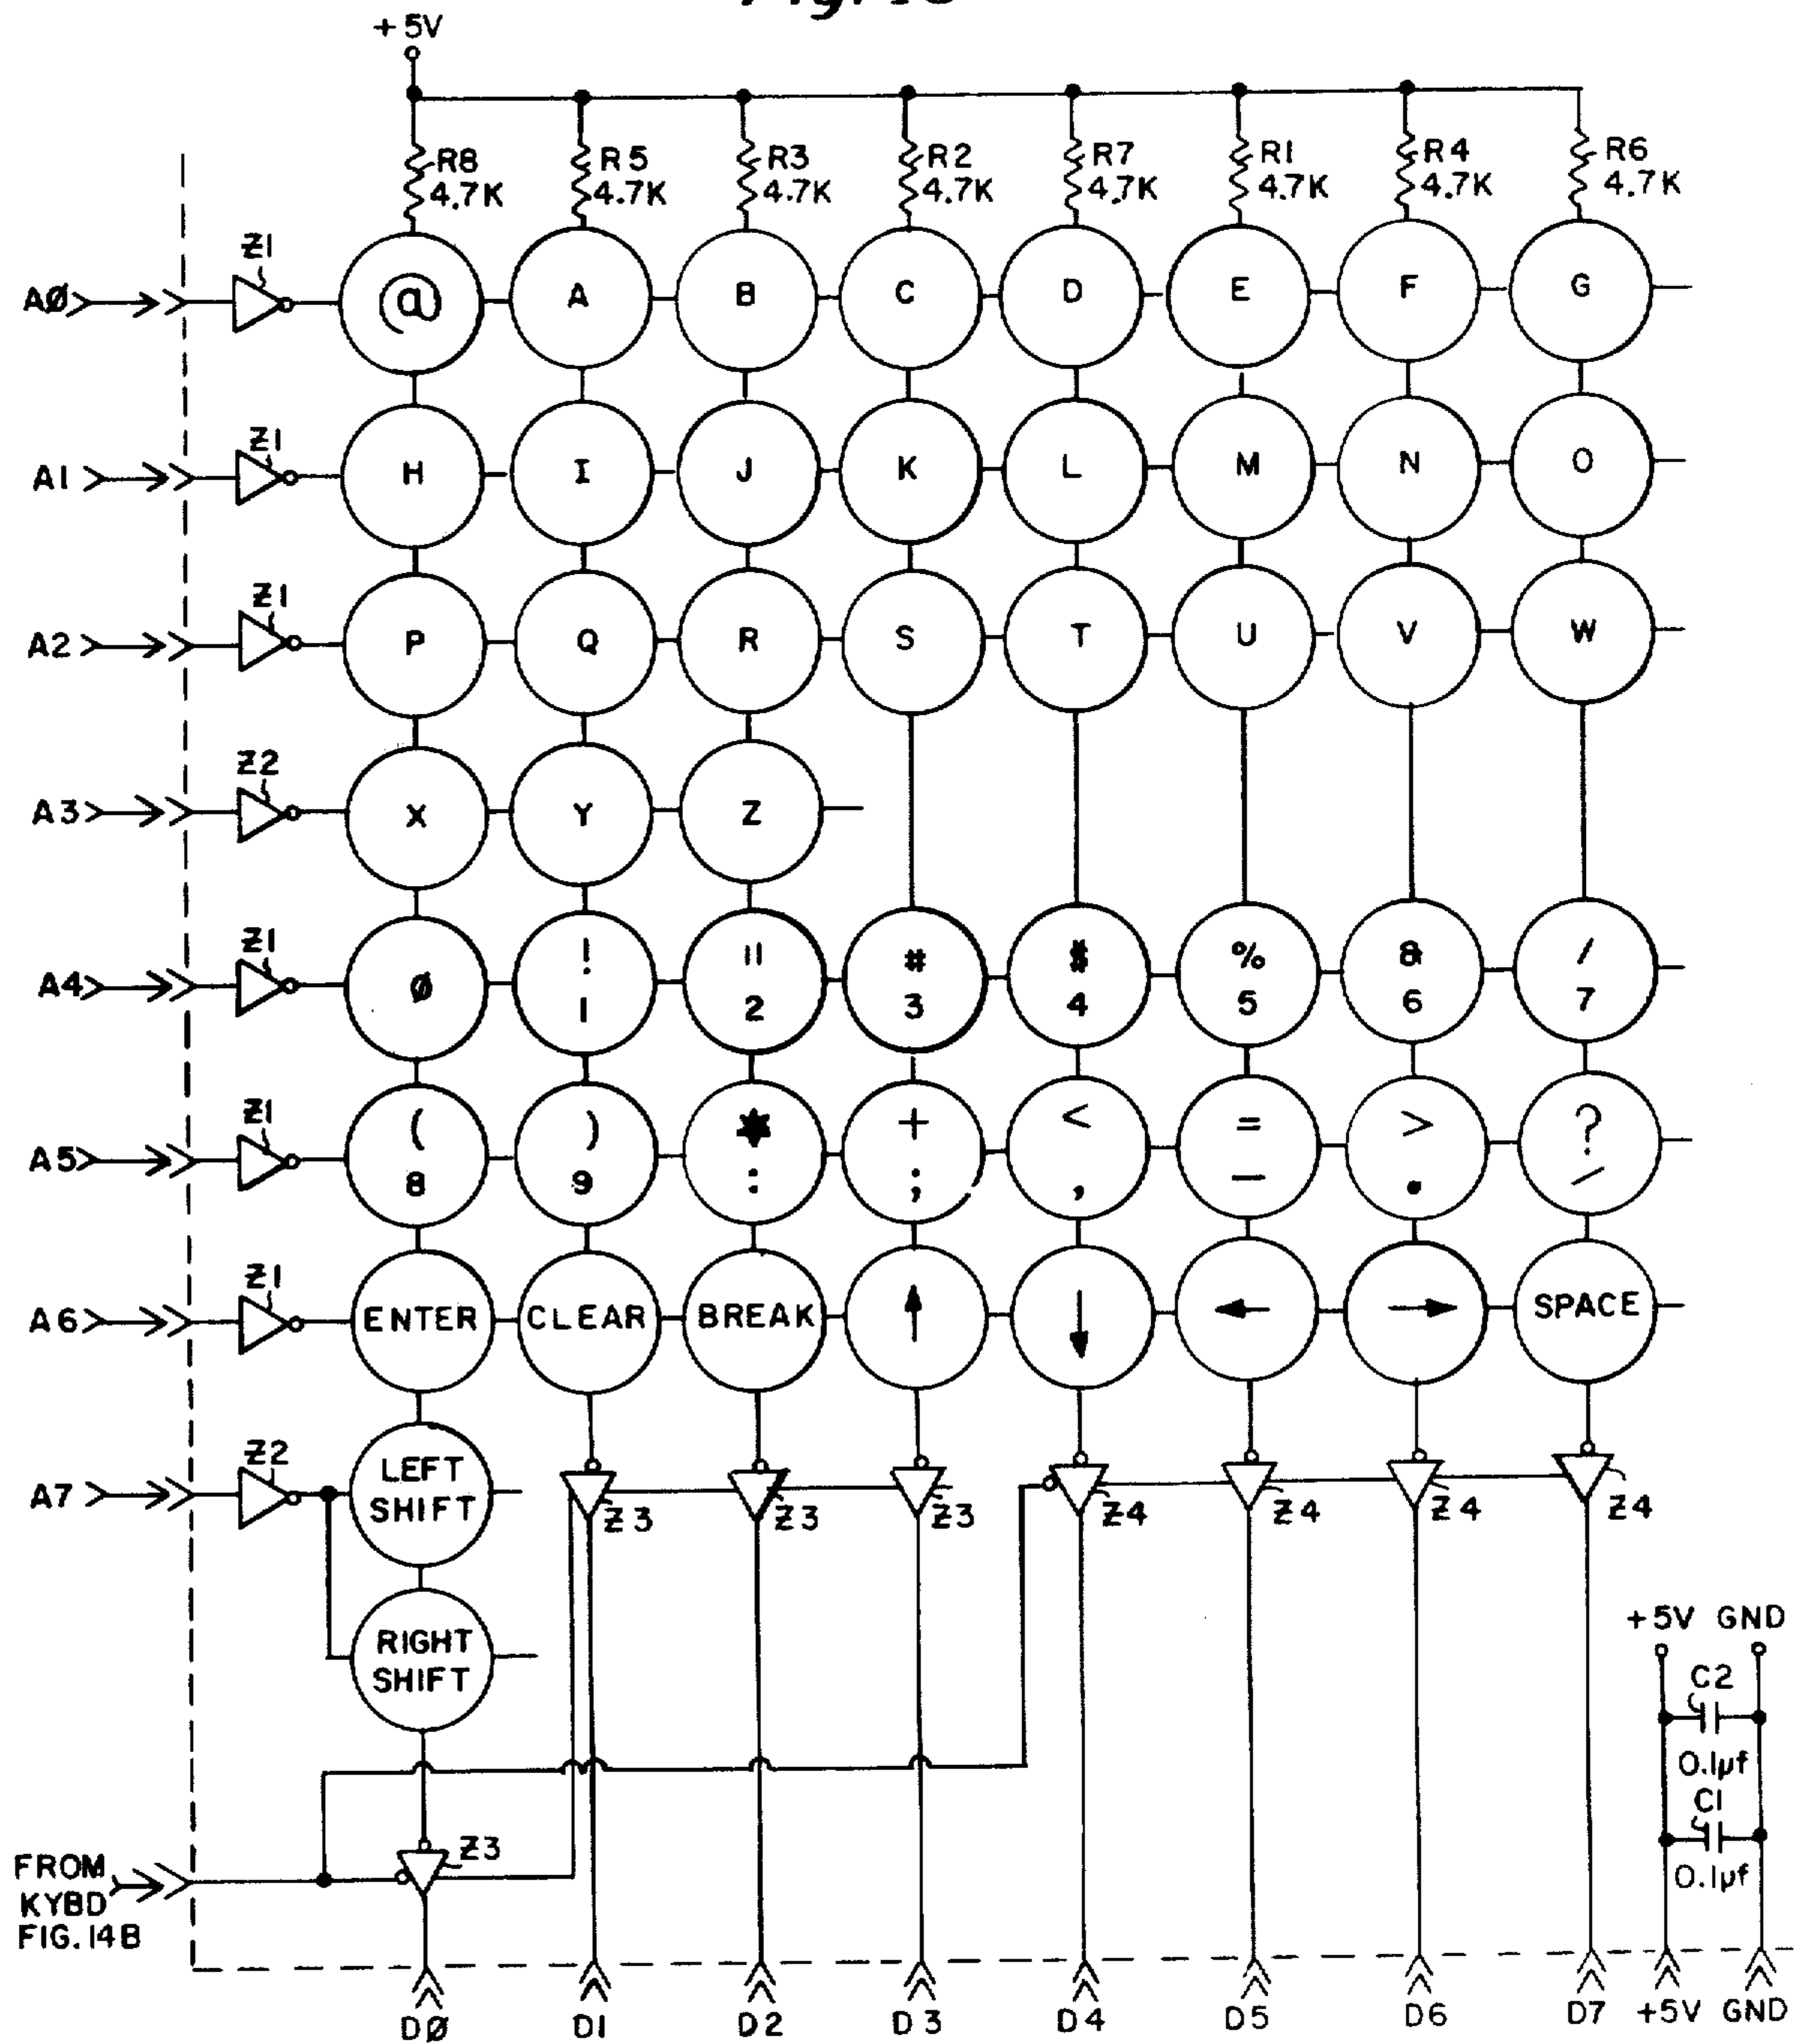 +5V
R8 R5 R3 R2 R7 R1 R4 R6
4.7K 4.7K 4.7K 4.7K 4.7K 4.7K 4.7K 4.7K
Z1
AØ @ A B C D E F G
Z1
A1 H I J K L M N O
Z1
A2 P Q R S T U V W
Z2
A3 X Y Z
Z1 ! " # $ % & /
A4 Ø 1 2 3 4 5 6 7
Z1 ( ) * + < = > ?
A5 8 9 : ; , - . /
Z1
A6 ENTER CLEAR BREAK ↑ ↓ ← → SPACE
Z2
A7 LEFT
SHIFT
Z3 Z3 Z3 Z4 Z4 Z4 Z4
RIGHT
SHIFT
+5V GND
C2
0.1µf
C1
0.1µf
Z3
FROM
KYBD
FIG. 14B
DØ D1 D2 D3 D4 D5 D6 D7 +5V GND